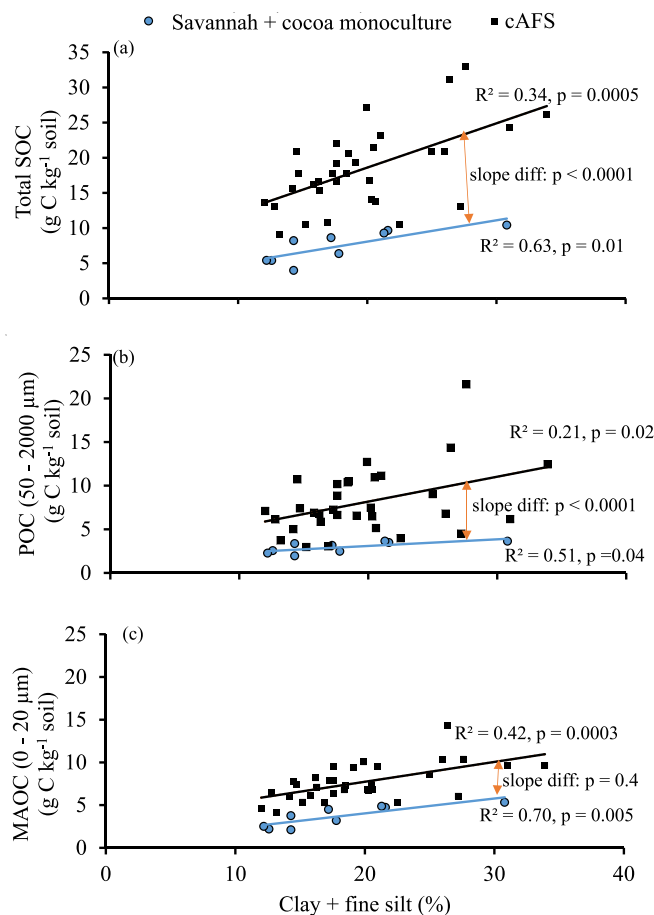 Savannah + cocoa monoculture
cAFS
(a)
Total SOC
(g C kg-1 soil)
35
30
25
20
15
10
5
0
R² = 0.34, p = 0.0005
slope diff: p < 0.0001
R² = 0.63, p = 0.01
(b)
POC (50 - 2000 µm)
(g C kg-1 soil)
25
20
15
10
5
0
R² = 0.21, p = 0.02
slope diff: p < 0.0001
R² = 0.51, p =0.04
(c)
MAOC (0 - 20 µm)
(g C kg-1 soil)
25
20
15
10
5
0
R² = 0.42, p = 0.0003
slope diff: p = 0.4
R² = 0.70, p = 0.005
0 10 20 30 40
Clay + fine silt (%)